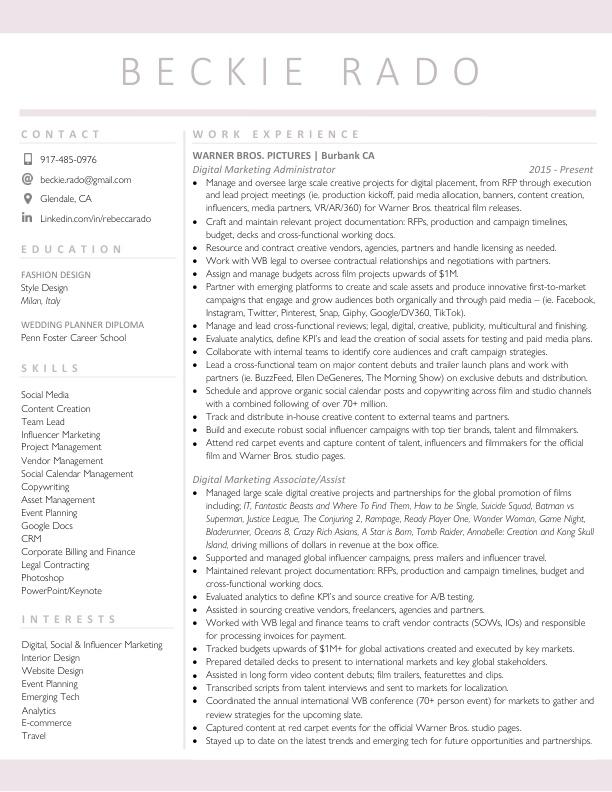 BECKIE RADO
CONTACT
917-485-0976
beckie.rado@gmail.com
Glendale, CA
Linkedin.com/in/rebeccarado
EDUCATION
FASHION DESIGN
Style Design
Milan, Italy
WEDDING PLANNER DIPLOMA
Penn Foster Career School
SKILLS
Social Media
Content Creation
Team Lead
Influencer Marketing
Project Management
Vendor Management
Social Calendar Management
Copywriting
Asset Management
Event Planning
Google Docs
CRM
Corporate Billing and Finance
Legal Contracting
Photoshop
PowerPoint/Keynote
INTERESTS
Digital, Social & Influencer Marketing
Interior Design
Website Design
Event Planning
Emerging Tech
Analytics
E-commerce
Travel
WORK EXPERIENCE
WARNER BROS. PICTURES | Burbank CA
Digital Marketing Administrator 2015 - Present
• Manage and oversee large scale creative projects for digital placement, from RFP through execution
and lead project meetings (ie, production kickoff, paid media allocation, banners, content creation,
influencers, media partners, VR/AR/360) for Warner Bros. theatrical film releases.
• Craft and maintain relevant project documentation: RFPs, production and campaign timelines,
budget, decks and cross-functional working docs.
• Resource and contract creative vendors, agencies, partners and handle licensing as needed.
• Work with WB legal to oversee contractual relationships and negotiations with partners.
• Assign and manage budgets across film projects upwards of $1M.
• Partner with emerging platforms to create and scale assets and produce innovative first-to-market
campaigns that engage and grow audiences both organically and through paid media – (ie. Facebook,
Instagram, Twitter, Pinterest, Snap, Giphy, Google/DV360, TikTok).
• Manage and lead cross-functional reviews; legal, digital, creative, publicity, multicultural and finishing.
• Evaluate analytics, define KPI's and lead the creation of social assets for testing and paid media plans.
• Collaborate with internal teams to identify core audiences and craft campaign strategies.
• Lead a cross-functional team on major content debuts and trailer launch plans and work with
partners (ie. BuzzFeed, Ellen DeGeneres, The Morning Show) on exclusive debuts and distribution.
• Schedule and approve organic social calendar posts and copywriting across film and studio channels
with a combined following of over 70+ million.
• Track and distribute in-house creative content to external teams and partners.
• Build and execute robust social influencer campaigns with top tier brands, talent and filmmakers.
• Attend red carpet events and capture content of talent, influencers and filmmakers for the official
film and Warner Bros. studio pages.
Digital Marketing Associate/Assist
• Managed large scale digital creative projects and partnerships for the global promotion of films
including; IT, Fantastic Beasts and Where To Find Them, How to be Single, Suicide Squad, Batman vs
Superman, Justice League, The Conjuring 2, Rampage, Ready Player One, Wonder Woman, Game Night,
Bladerunner, Oceans 8, Crazy Rich Asians, A Star is Born, Tomb Raider, Annabelle: Creation and Kong Skull
Island, driving millions of dollars in revenue at the box office.
• Supported and managed global influencer campaigns, press mailers and influencer travel.
• Maintained relevant project documentation: RFPs, production and campaign timelines, budget and
cross-functional working docs.
• Evaluated analytics to define KPI's and source creative for A/B testing.
• Assisted in sourcing creative vendors, freelancers, agencies and partners.
• Worked with WB legal and finance teams to craft vendor contracts (SOWs, IOs) and responsible
for processing invoices for payment.
• Tracked budgets upwards of $1M+ for global activations created and executed by key markets.
• Prepared detailed decks to present to international markets and key global stakeholders.
• Assisted in long form video content debuts; film trailers, featurettes and clips.
• Transcribed scripts from talent interviews and sent to markets for localization.
• Coordinated the annual international WB conference (70+ person event) for markets to gather and
review strategies for the upcoming slate.
• Captured content at red carpet events for the official Warner Bros. studio pages.
• Stayed up to date on the latest trends and emerging tech for future opportunities and partnerships.